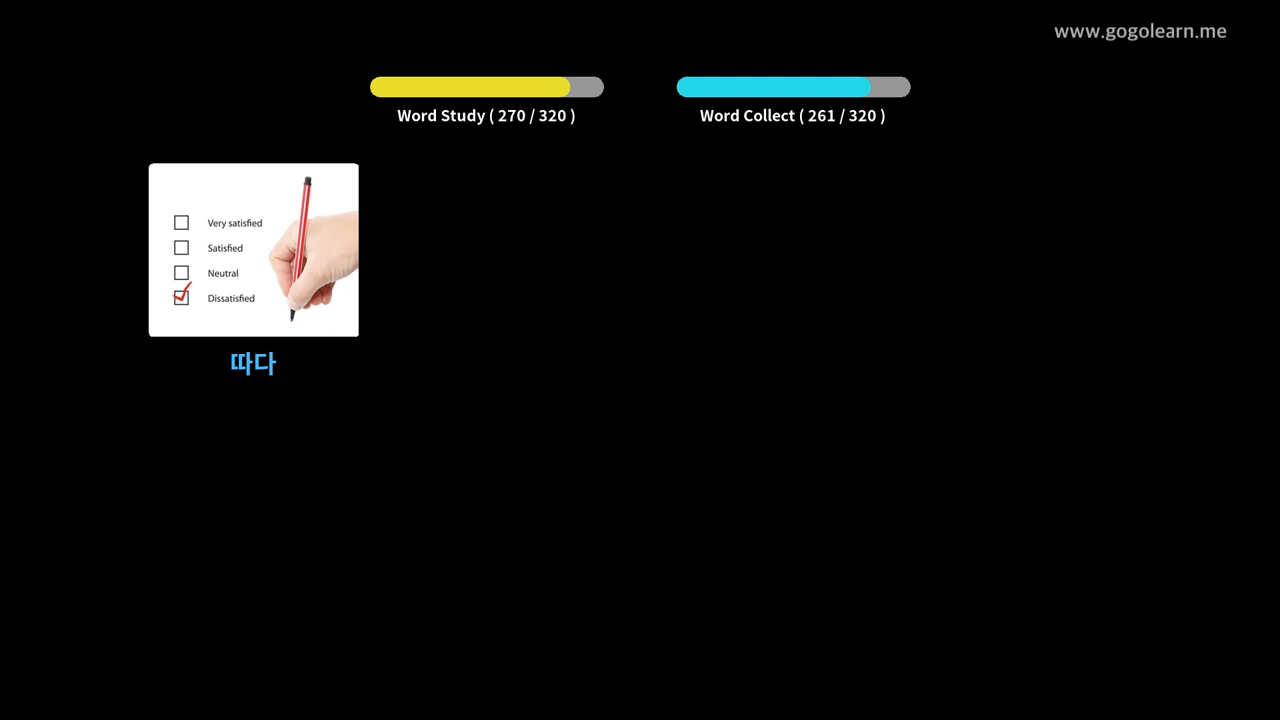 www.gogolearn.me
Word Study ( 270 / 320 )
Word Collect ( 261 / 320 )
Very satisfied
Satisfied
Neutral
Dissatisfied
따다